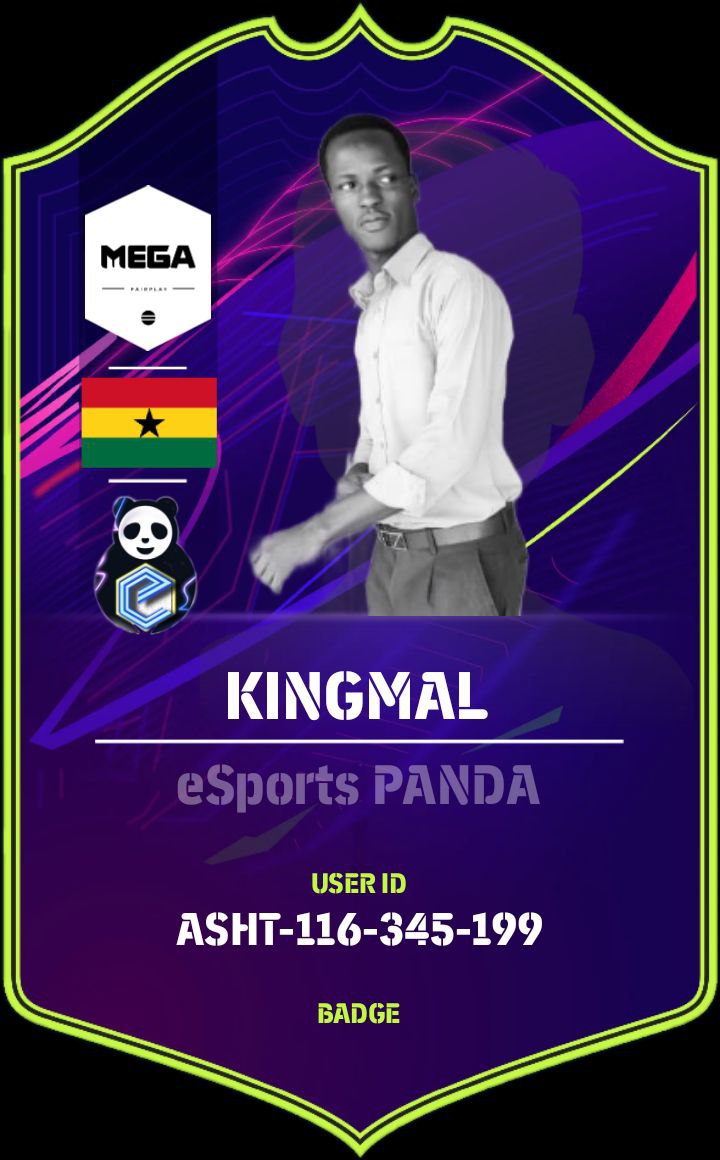 MEGA
FAIRPLAY
KINGMAL
eSports PANDA
USER ID
ASHT-116-345-199
BADGE